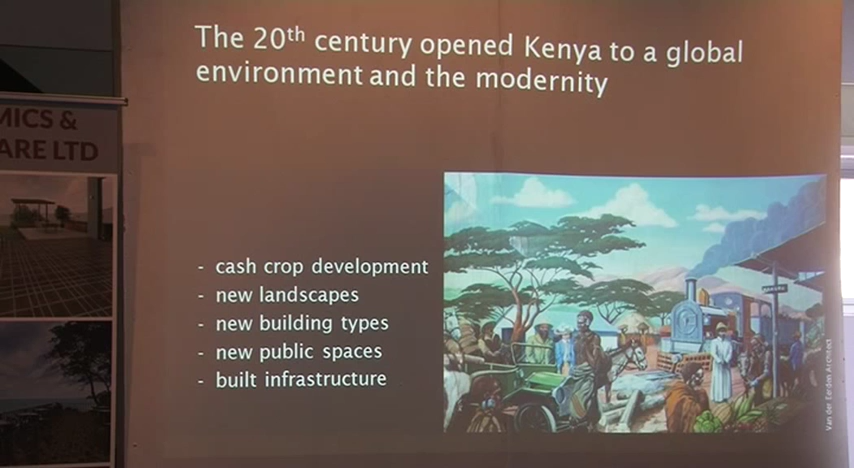 The 20th century opened Kenya to a global
environment and the modernity
MICS &
ARE LTD
- cash crop development
- new landscapes
- new building types
- new public spaces
- built infrastructure
Van der Eerden Architect